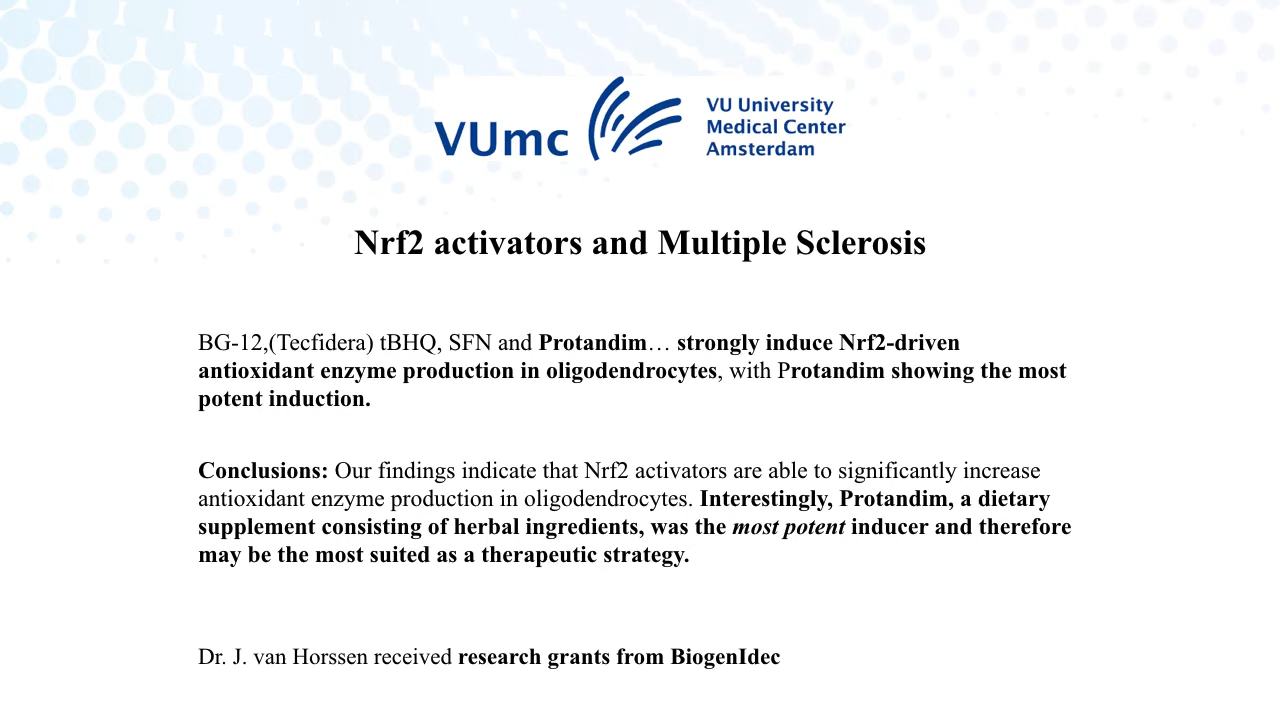 VUmc
VU University
Medical Center
Amsterdam
Nrf2 activators and Multiple Sclerosis
BG-12,(Tecfidera) tBHQ, SFN and Protandim… strongly induce Nrf2-driven
antioxidant enzyme production in oligodendrocytes, with Protandim showing the most
potent induction.
Conclusions: Our findings indicate that Nrf2 activators are able to significantly increase
antioxidant enzyme production in oligodendrocytes. Interestingly, Protandim, a dietary
supplement consisting of herbal ingredients, was the most potent inducer and therefore
may be the most suited as a therapeutic strategy.
Dr. J. van Horssen received research grants from BiogenIdec